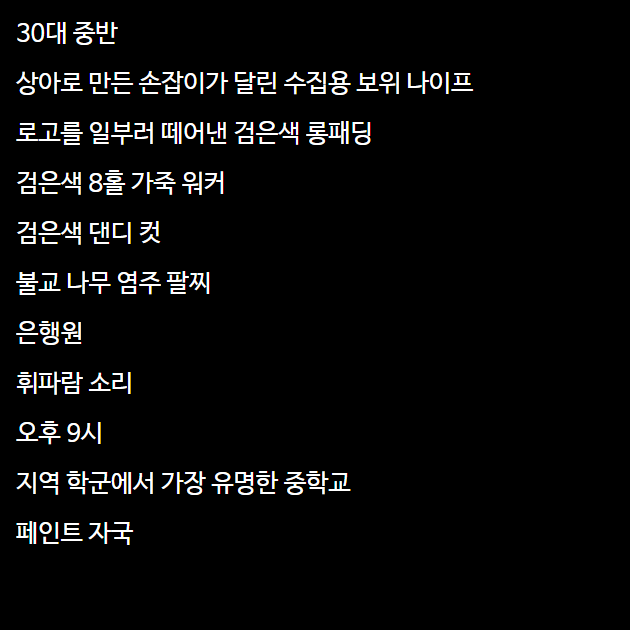 30대 중반
상아로 만든 손잡이가 달린 수집용 보위 나이프
로고를 일부러 떼어낸 검은색 롱패딩
검은색 8홀 가죽 워커
검은색 댄디 컷
불교 나무 염주 팔찌
은행원
휘파람 소리
오후 9시
지역 학군에서 가장 유명한 중학교
페인트 자국